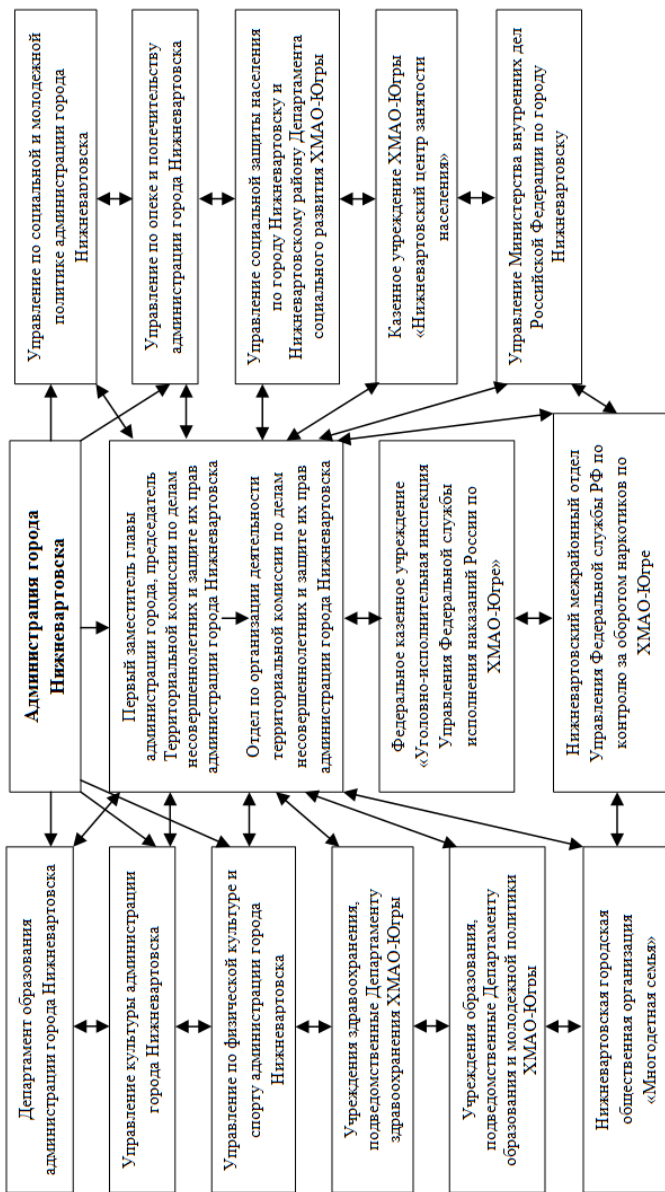 Администрация города
Нижневартовска
Департамент образования
администрации города Нижневартовска
Управление культуры администрации
города Нижневартовска
Управление по физической культуре и
спорту администрации города
Нижневартовска
Учреждения здравоохранения,
подведомственные Департаменту
здравоохранения ХМАО-Югры
Учреждения образования,
подведомственные Департаменту
образования и молодежной политики
ХМАО-Югры
Нижневартовская городская
общественная организация
«Многодетная семья»
Первый заместитель главы
администрации города, председатель
Территориальной комиссии по делам
несовершеннолетних и защите их прав
администрации города Нижневартовска
Отдел по организации деятельности
территориальной комиссии по делам
несовершеннолетних и защите их прав
администрации города Нижневартовска
Федеральное казенное учреждение
«Уголовно-исполнительная инспекция
Управления Федеральной службы
исполнения наказаний России по
ХМАО-Югре»
Нижневартовский межрайонный отдел
Управления Федеральной службы РФ по
контролю за оборотом наркотиков по
ХМАО-Югре
Управление по социальной и молодежной
политике администрации города
Нижневартовска
Управление по опеке и попечительству
администрации города Нижневартовска
Управление социальной защиты населения
по городу Нижневартовску и
Нижневартовскому району Департамента
социального развития ХМАО-Югры
Казенное учреждение ХМАО-Югры
«Нижневартовский центр занятости
населения»
Управление Министерства внутренних дел
Российской Федерации по городу
Нижневартовску